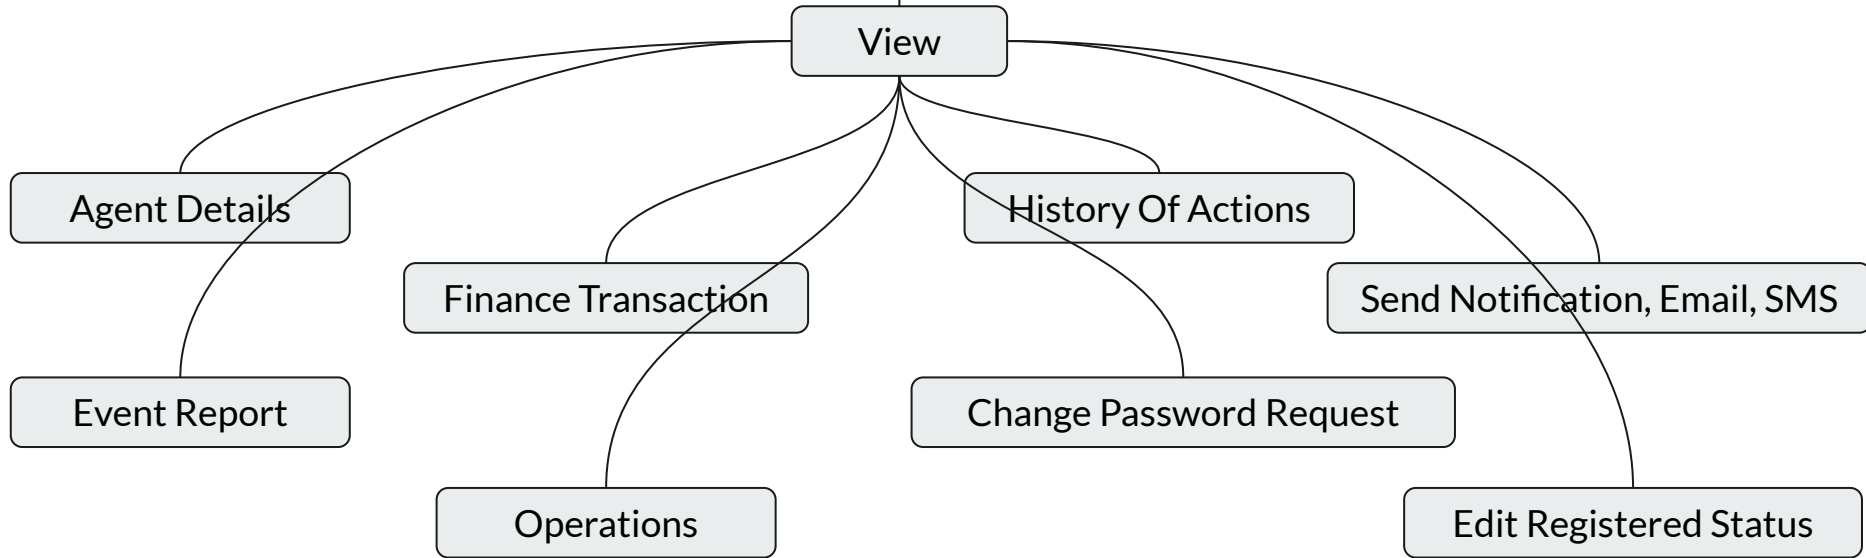 View
Agent Details
History Of Actions
Finance Transaction
Send Notification, Email, SMS
Event Report
Change Password Request
Operations
Edit Registered Status